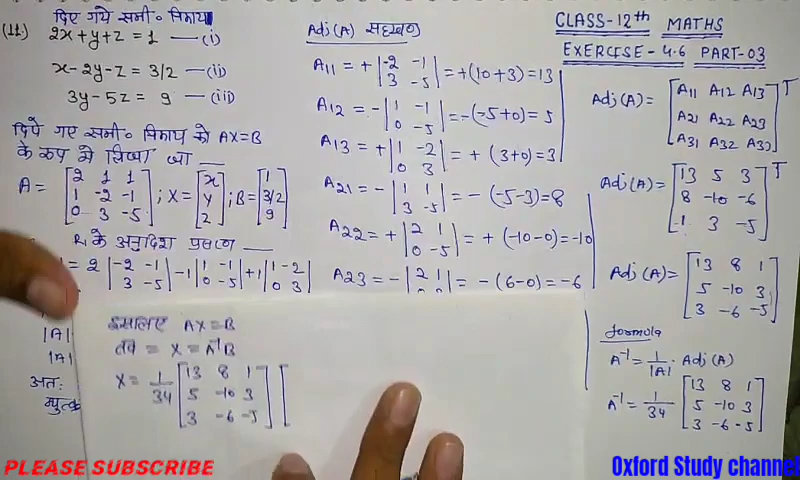 दिए गये समी० निकाय
(11.) 2x+y+z = 1 —(i)
x-2y-z = 3/2 —(ii)
3y-5z = 9 —(iii)
दिये गए समी० निकाय को AX=B
के रूप में लिखा जा —
A = [2 1 1; 1 -2 -1; 0 3 -5] ; X = [x; y; z] ; B = [1; 3/2; 9]
के अनुदिश प्रसरण —
= 2 |-2 -1; 3 -5| -1 |1 -1; 0 -5| +1 |1 -2; 0 3|
|A|
|A|
अतः
Adj(A) सहखण्ड
A11 = + |-2 -1; 3 -5| = +(10+3) = 13
A12 = - |1 -1; 0 -5| = -(-5+0) = 5
A13 = + |1 -2; 0 3| = + (3+0) = 3
A21 = - |1 1; 3 -5| = - (-5-3) = 8
A22 = + |2 1; 0 -5| = + (-10-0) = -10
A23 = - |2 1 = - (6-0) = -6
इसलिए AX=B
तब = X = A⁻¹B
X = 1/34 [13 8 1; 5 -10 3; 3 -6 -5] [
CLASS-12th MATHS
EXERCISE-4.6 PART-03
Adj(A) = [A11 A12 A13; A21 A22 A23; A31 A32 A33]ᵀ
Adj(A) = [13 5 3; 8 -10 -6; 1 3 -5]ᵀ
Adj(A) = [13 8 1; 5 -10 3; 3 -6 -5]
formula
A⁻¹ = 1/|A| . Adj(A)
A⁻¹ = 1/34 [13 8 1; 5 -10 3; 3 -6 -5]
PLEASE SUBSCRIBE
Oxford Study channel